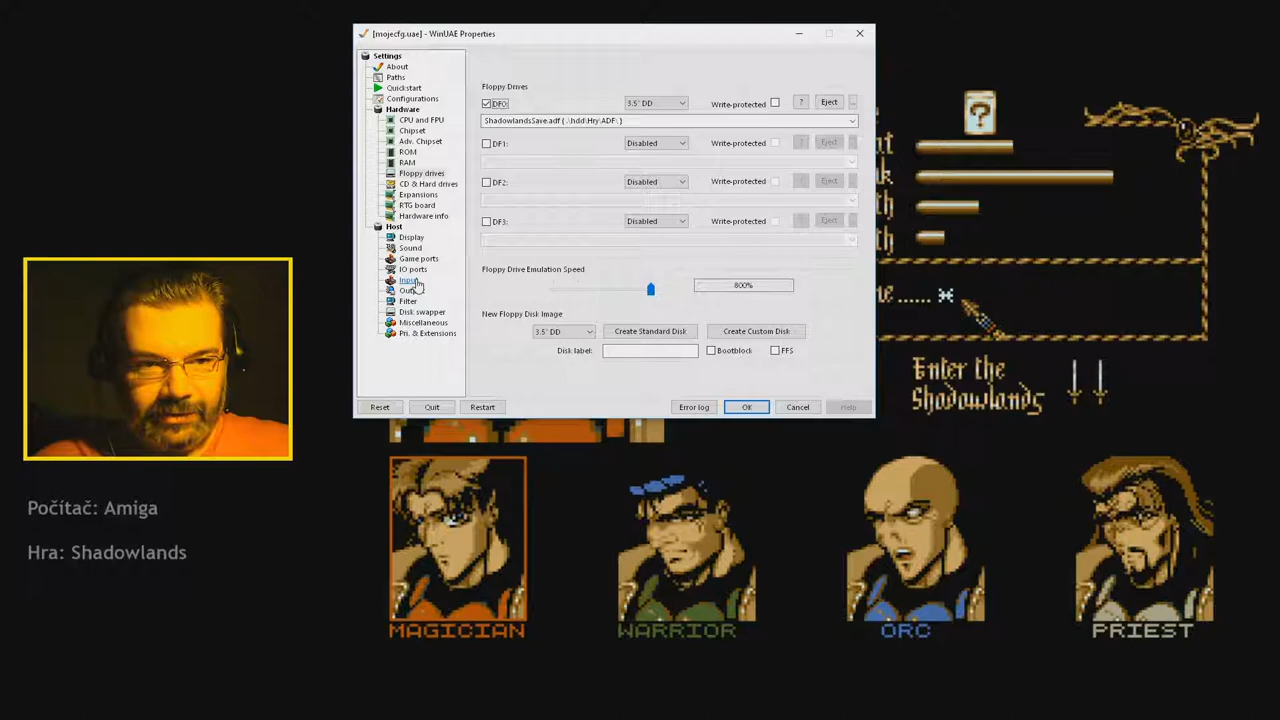 [mojecfg.uae] - WinUAE Properties
Settings
About
Paths
Quickstart
Configurations
Hardware
CPU and FPU
Chipset
Adv. Chipset
ROM
RAM
Floppy drives
CD & Hard drives
Expansions
RTG board
Hardware info
Host
Display
Sound
Game ports
IO ports
Disk swapper
Filter
Miscellaneous
Pri. & Extensions
Floppy Drives
DF0: 3.5" DD Write-protected ? Eject ...
DF1: Disabled Write-protected ? Eject
DF2: Disabled Write-protected Eject
DF3: Disabled Write-protected ? Eject
Floppy Drive Emulation Speed
800%
New Floppy Disk Image
3.5" DD Create Standard Disk Create Custom Disk
Disk label: Bootblock FFS
Reset Quit Restart Error log OK Cancel Help
?
Enter the
Shadowlands
Počítač: Amiga
Hra: Shadowlands
MAGICIAN WARRIOR ORC PRIEST